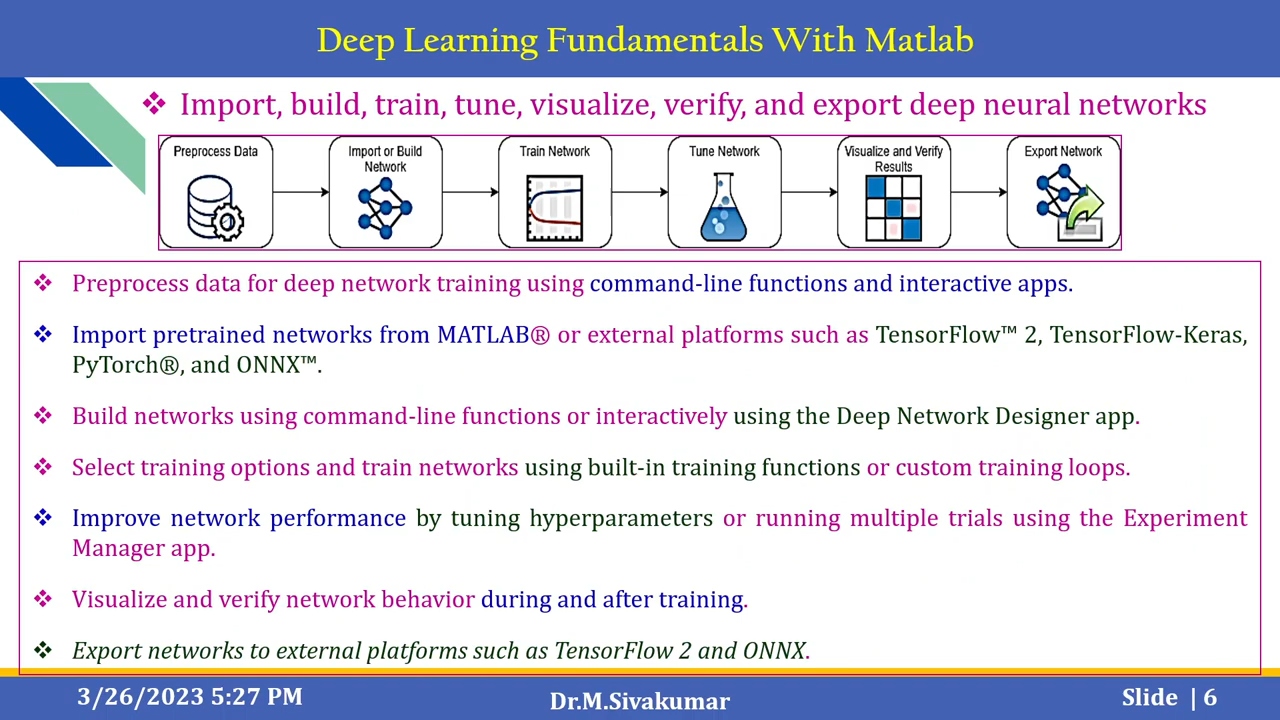 Deep Learning Fundamentals With Matlab
❖ Import, build, train, tune, visualize, verify, and export deep neural networks
Preprocess Data
Import or Build
Network
Train Network
Tune Network
Visualize and Verify
Results
Export Network
❖ Preprocess data for deep network training using command-line functions and interactive apps.
❖ Import pretrained networks from MATLAB® or external platforms such as TensorFlow™ 2, TensorFlow-Keras,
PyTorch®, and ONNX™.
❖ Build networks using command-line functions or interactively using the Deep Network Designer app.
❖ Select training options and train networks using built-in training functions or custom training loops.
❖ Improve network performance by tuning hyperparameters or running multiple trials using the Experiment
Manager app.
❖ Visualize and verify network behavior during and after training.
❖ Export networks to external platforms such as TensorFlow 2 and ONNX.
3/26/2023 5:27 PM
Dr.M.Sivakumar
Slide | 6